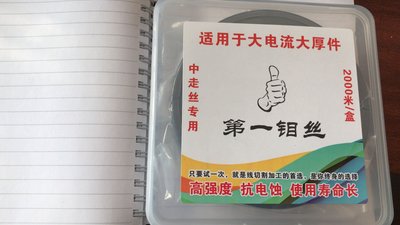 适用于大电流大厚件
中走丝专用
2000米/盒
第一钼丝
只要试一次，就是线切割加工的首选，是你终身的选择
高强度 抗电蚀 使用寿命长